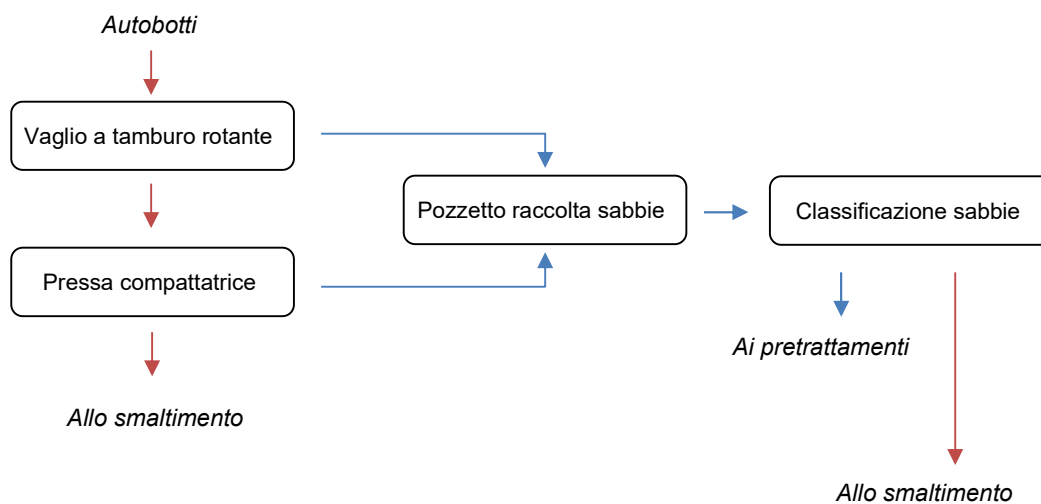 Autobotti
Vaglio a tamburo rotante
Pozzetto raccolta sabbie
Classificazione sabbie
Pressa compattatrice
Ai pretrattamenti
Allo smaltimento
Allo smaltimento